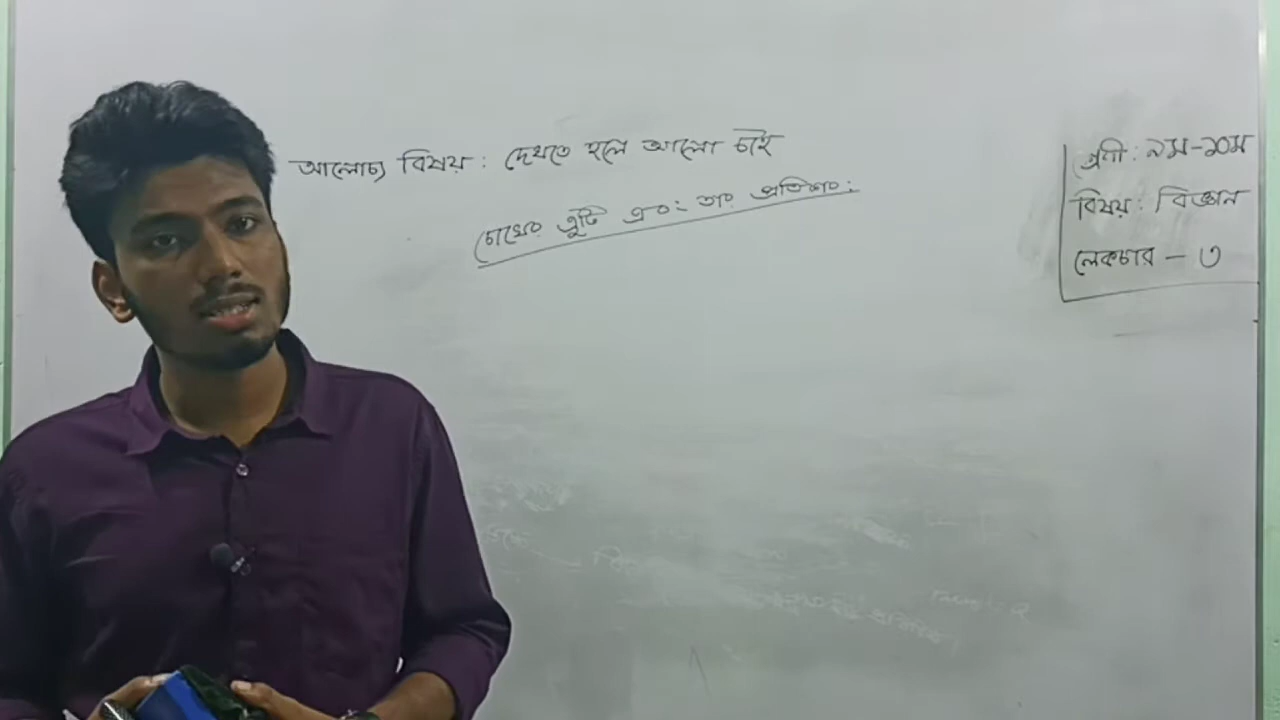 আলোচ্য বিষয় : দেখতে হলে আলো চাই
চোখের ত্রুটি এবং তার প্রতিকার :
শ্রেণী : ৯ম-১০ম
বিষয় : বিজ্ঞান
লেকচার - ৩